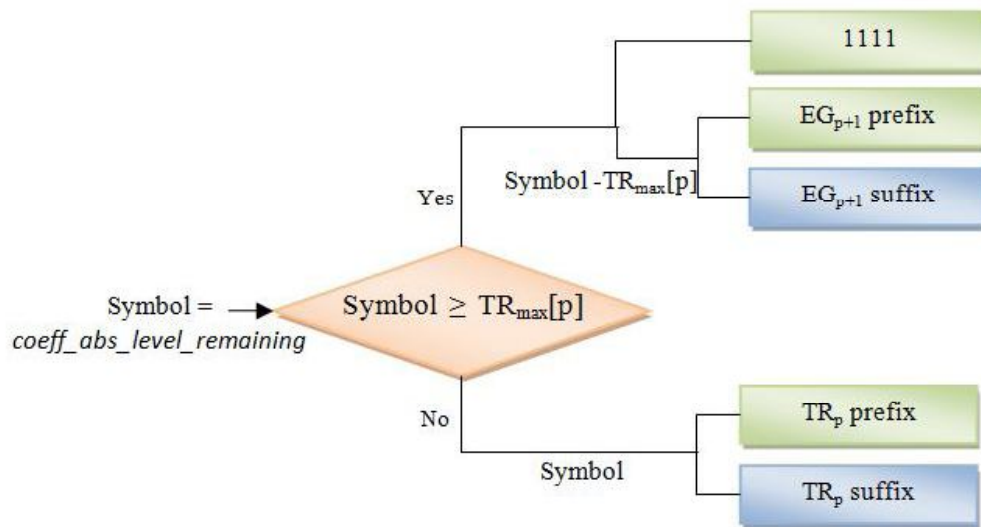 1111
EGp+1 prefix
Symbol -TRmax[p]
EGp+1 suffix
Yes
Symbol =
coeff_abs_level_remaining
Symbol ≥ TRmax[p]
No
TRp prefix
Symbol
TRp suffix